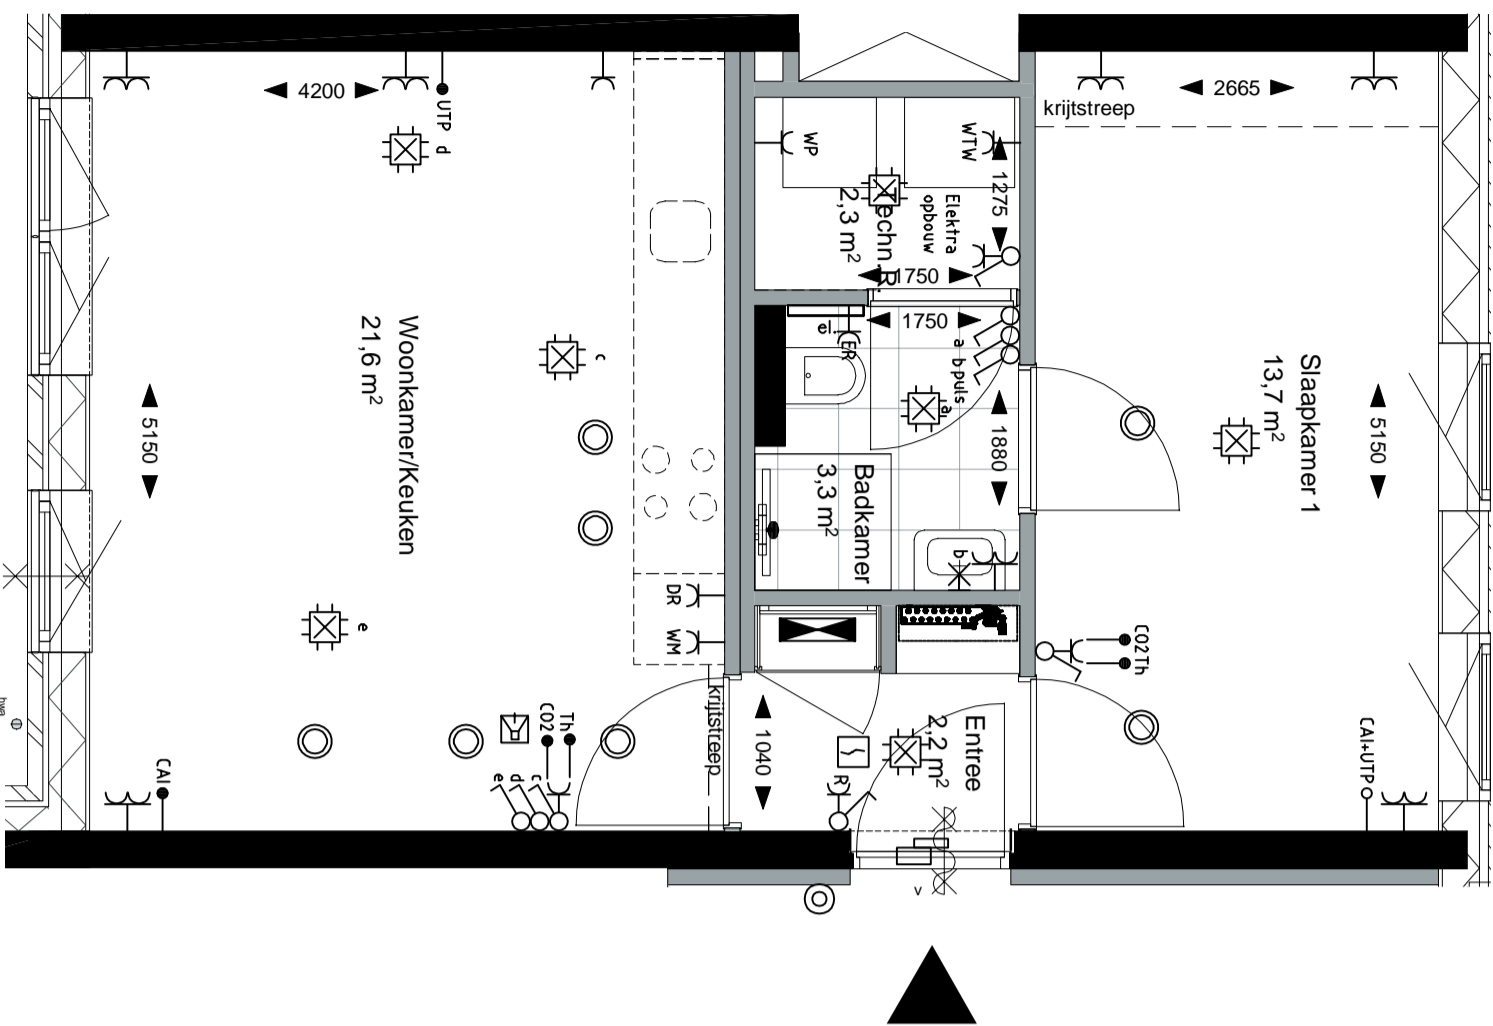 4200
UTP
d
krijtstreep
2665
WP
WTW
1275
Elektra
opbouw
Techn.R.
2,3 m²
1750
1750
el.
ER
a b puls
a
1880
Badkamer
3,3 m²
b
c
Woonkamer/Keuken
21,6 m²
5150
Slaapkamer 1
13,7 m²
5150
e
DR
WM
CO2 Th
krijtstreep
1040
Entree
2,2 m²
R
Th
CO2
c
d
e
CAI
CAI+UTP
hwa
v